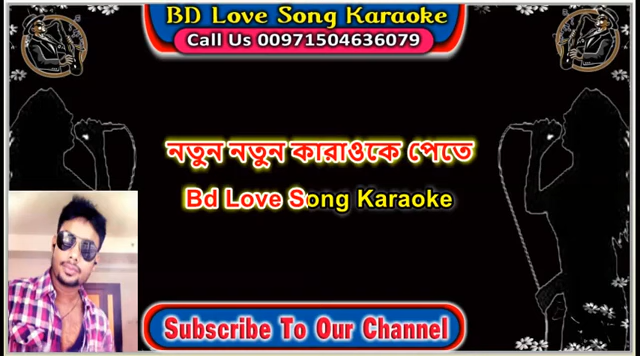 BD Love Song Karaoke
Call Us 00971504636079
নতুন নতুন কারাওকে পেতে
Bd Love Song Karaoke
Subscribe To Our Channel